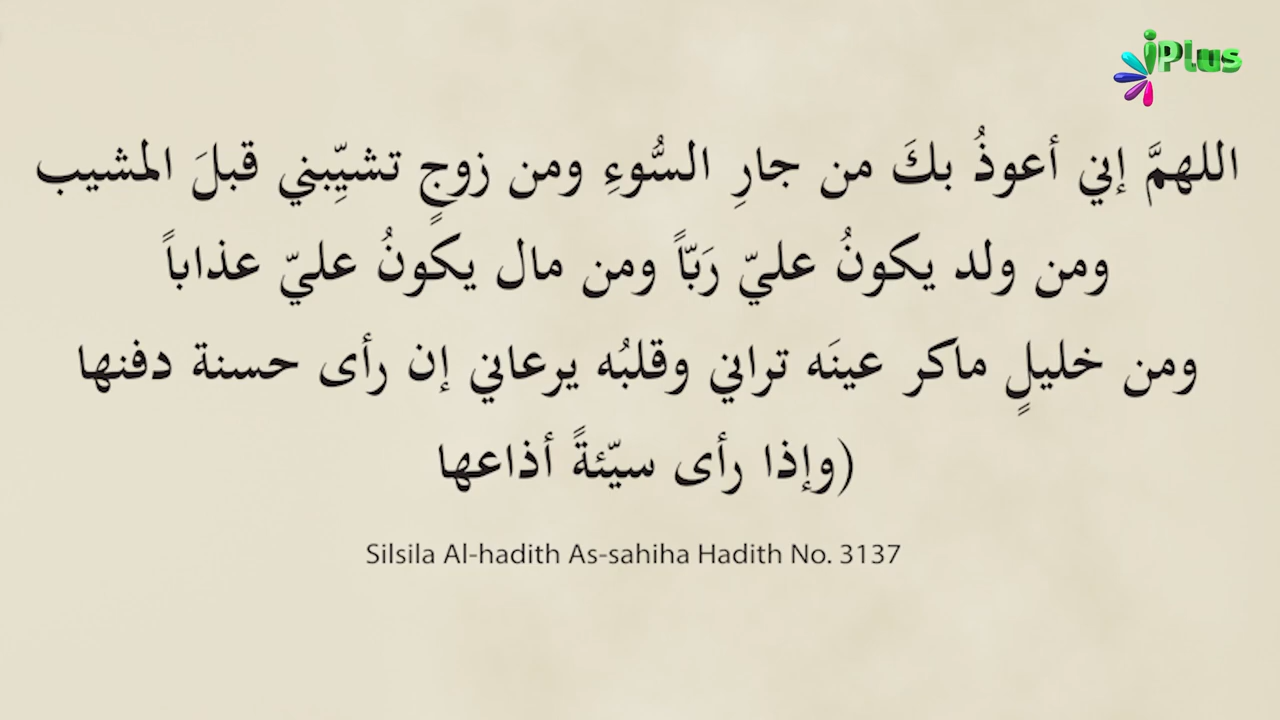 iPlus
اللهمَّ إني أعوذُ بكَ من جارِ السُّوءِ ومن زوجٍ تشيِّبني قبلَ المشيب
ومن ولد يكونُ عليّ رَبّاً ومن مال يكونُ عليّ عذاباً
ومن خليلٍ ماكر عينَه تراني وقلبُه يرعاني إن رأى حسنة دفنها
(وإذا رأى سيّئةً أذاعها
Silsila Al-hadith As-sahiha Hadith No. 3137